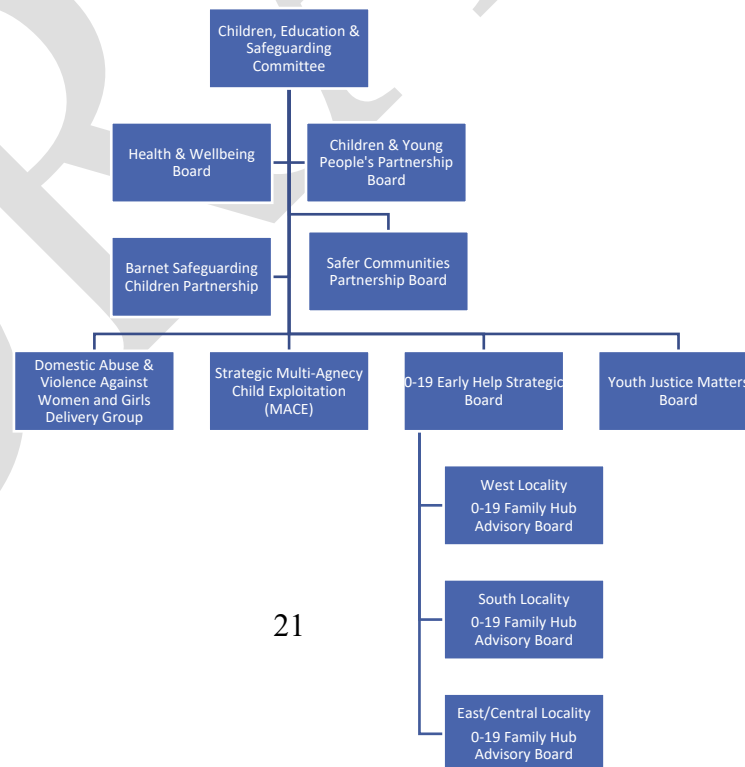 Children, Education &
Safeguarding
Committee
Health & Wellbeing
Board
Children & Young
People's Partnership
Board
Barnet Safeguarding
Children Partnership
Safer Communities
Partnership Board
Domestic Abuse &
Violence Against
Women and Girls
Delivery Group
Strategic Multi-Agnecy
Child Exploitation
(MACE)
0-19 Early Help Strategic
Board
Youth Justice Matters
Board
West Locality
0-19 Family Hub
Advisory Board
South Locality
0-19 Family Hub
Advisory Board
East/Central Locality
0-19 Family Hub
Advisory Board
21